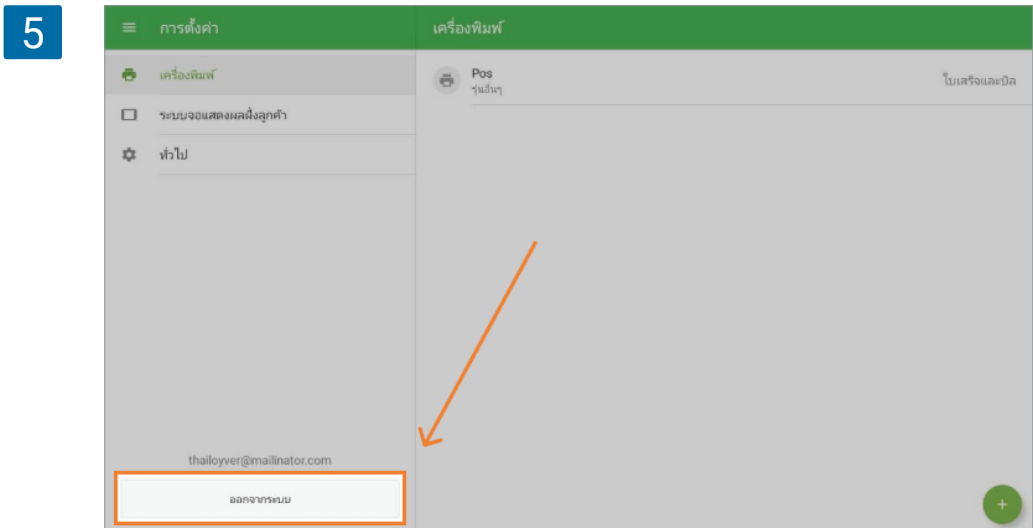 5
การตั้งค่า
เครื่องพิมพ์
เครื่องพิมพ์
ระบบจอแสดงผลฝั่งลูกค้า
ทั่วไป
Pos
รุ่นอื่นๆ
ใบเสร็จและบิล
thailoyver@mailinator.com
ออกจากระบบ